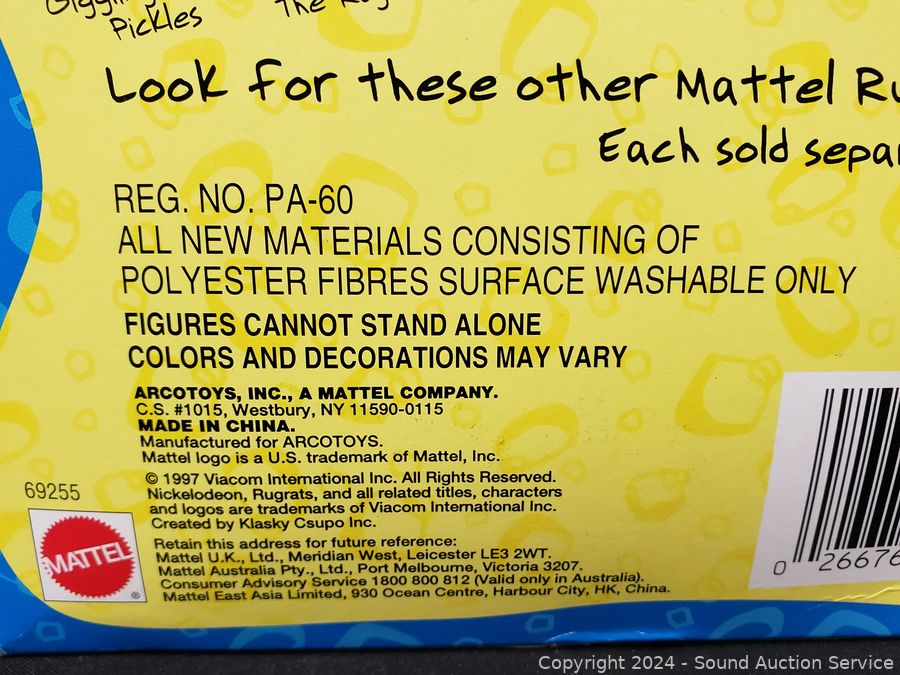 Pickles
The
Look for these other Mattel Ru
Each sold separ
REG. NO. PA-60
ALL NEW MATERIALS CONSISTING OF
POLYESTER FIBRES SURFACE WASHABLE ONLY
FIGURES CANNOT STAND ALONE
COLORS AND DECORATIONS MAY VARY
ARCOTOYS, INC., A MATTEL COMPANY.
C.S. #1015, Westbury, NY 11590-0115
MADE IN CHINA.
Manufactured for ARCOTOYS.
Mattel logo is a U.S. trademark of Mattel, Inc.
© 1997 Viacom International Inc. All Rights Reserved.
Nickelodeon, Rugrats, and all related titles, characters
and logos are trademarks of Viacom International Inc.
Created by Klasky Csupo Inc.
69255
MATTEL
®
Retain this address for future reference:
Mattel U.K., Ltd., Meridian West, Leicester LE3 2WT.
Mattel Australia Pty., Ltd., Port Melbourne, Victoria 3207.
Consumer Advisory Service 1800 800 812 (Valid only in Australia).
Mattel East Asia Limited, 930 Ocean Centre, Harbour City, HK, China.
0 26676
Copyright 2024 - Sound Auction Service